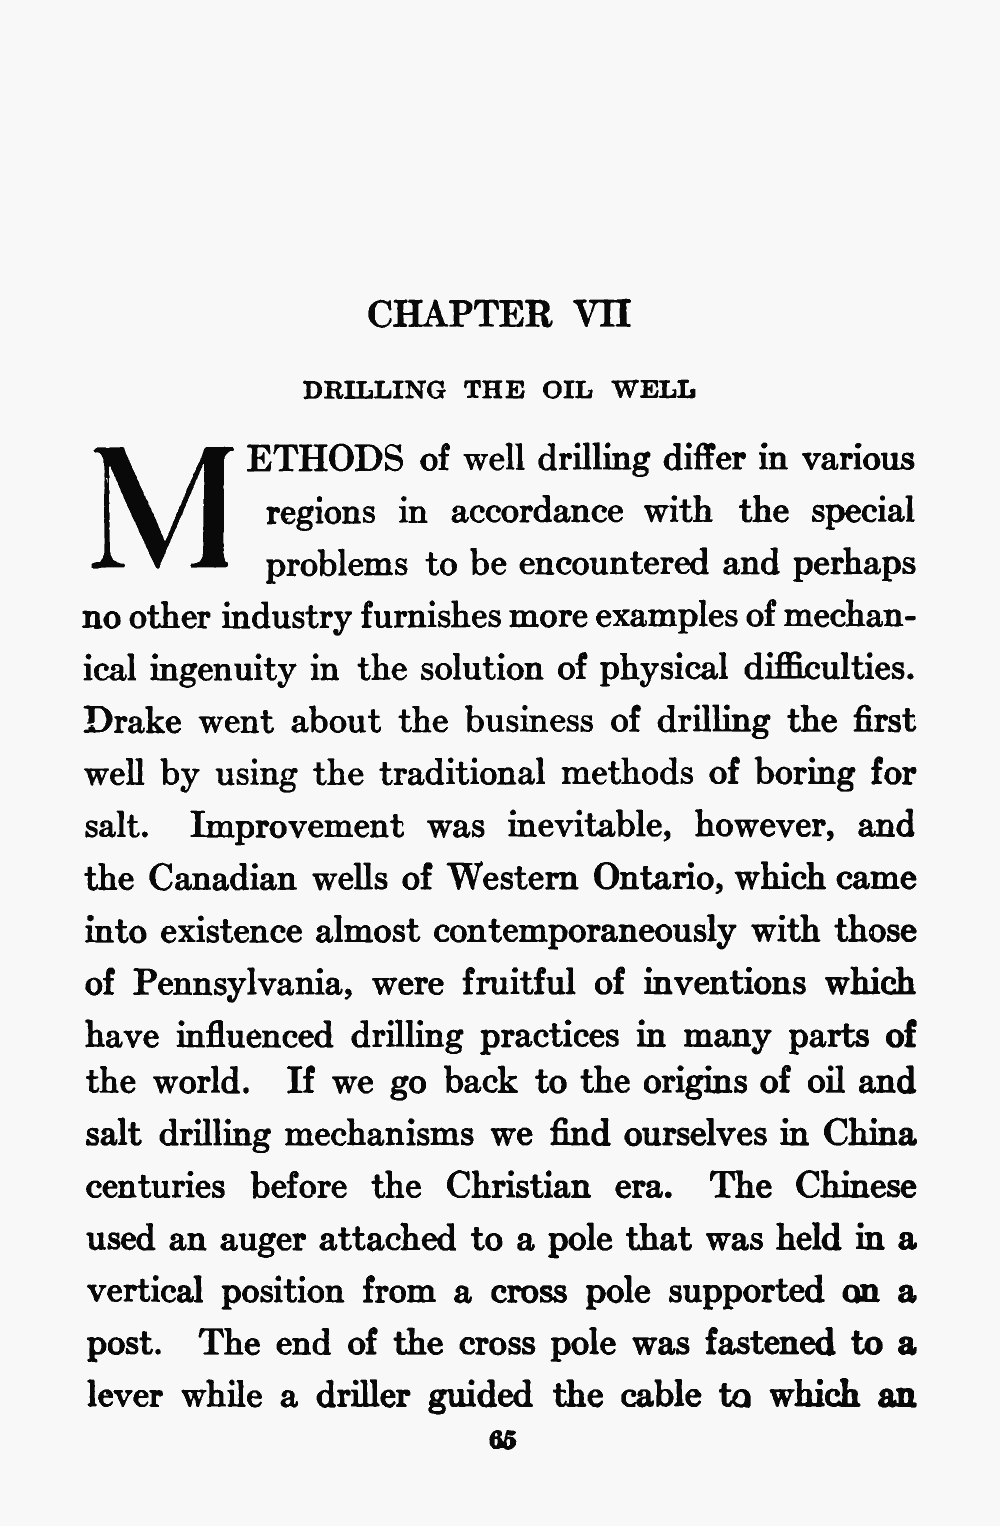 CHAPTER VII
DRILLING THE OIL WELL
METHODS of well drilling differ in various
regions in accordance with the special
problems to be encountered and perhaps
no other industry furnishes more examples of mechan-
ical ingenuity in the solution of physical difficulties.
Drake went about the business of drilling the first
well by using the traditional methods of boring for
salt. Improvement was inevitable, however, and
the Canadian wells of Western Ontario, which came
into existence almost contemporaneously with those
of Pennsylvania, were fruitful of inventions which
have influenced drilling practices in many parts of
the world. If we go back to the origins of oil and
salt drilling mechanisms we find ourselves in China
centuries before the Christian era. The Chinese
used an auger attached to a pole that was held in a
vertical position from a cross pole supported on a
post. The end of the cross pole was fastened to a
lever while a driller guided the cable to which an
65